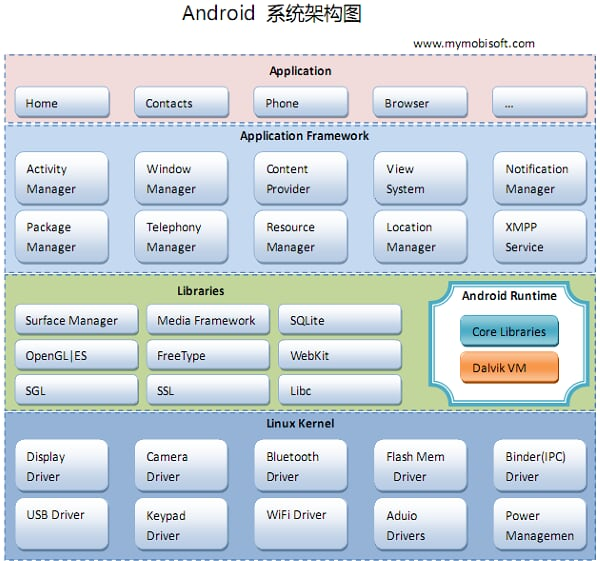 Android 系统架构图
www.mymobisoft.com
Application
Home
Contacts
Phone
Browser
...
Application Framework
Activity
Manager
Window
Manager
Content
Provider
View
System
Notification
Manager
Package
Manager
Telephony
Manager
Resource
Manager
Location
Manager
XMPP
Service
Libraries
Surface Manager
Media Framework
SQLite
OpenGL|ES
FreeType
WebKit
SGL
SSL
Libc
Android Runtime
Core Libraries
Dalvik VM
Linux Kernel
Display
Driver
Camera
Driver
Bluetooth
Driver
Flash Mem
Driver
Binder(IPC)
Driver
USB Driver
Keypad
Driver
WiFi Driver
Aduio
Drivers
Power
Managemen